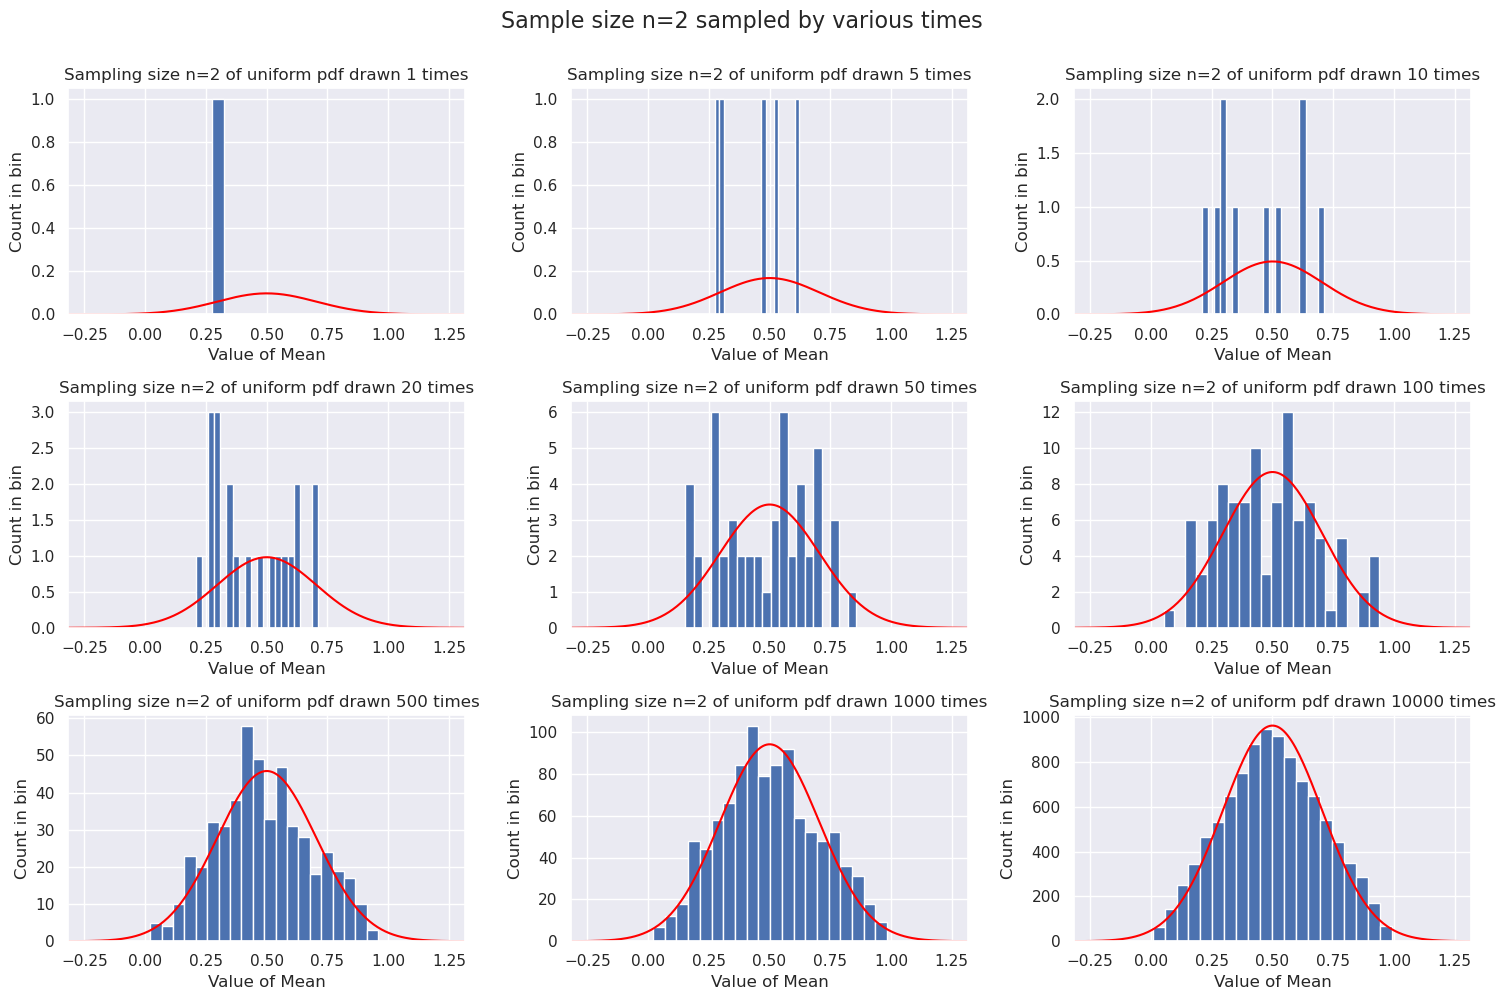 Sample size n=2 sampled by various times
Sampling size n=2 of uniform pdf drawn 1 times
Count in bin
1.0
0.8
0.6
0.4
0.2
0.0
−0.25 0.00 0.25 0.50 0.75 1.00 1.25
Value of Mean
Sampling size n=2 of uniform pdf drawn 5 times
Count in bin
1.0
0.8
0.6
0.4
0.2
0.0
−0.25 0.00 0.25 0.50 0.75 1.00 1.25
Value of Mean
Sampling size n=2 of uniform pdf drawn 10 times
Count in bin
2.0
1.5
1.0
0.5
0.0
−0.25 0.00 0.25 0.50 0.75 1.00 1.25
Value of Mean
Sampling size n=2 of uniform pdf drawn 20 times
Count in bin
3.0
2.5
2.0
1.5
1.0
0.5
0.0
−0.25 0.00 0.25 0.50 0.75 1.00 1.25
Value of Mean
Sampling size n=2 of uniform pdf drawn 50 times
Count in bin
6
5
4
3
2
1
0
−0.25 0.00 0.25 0.50 0.75 1.00 1.25
Value of Mean
Sampling size n=2 of uniform pdf drawn 100 times
Count in bin
12
10
8
6
4
2
0
−0.25 0.00 0.25 0.50 0.75 1.00 1.25
Value of Mean
Sampling size n=2 of uniform pdf drawn 500 times
Count in bin
60
50
40
30
20
10
0
−0.25 0.00 0.25 0.50 0.75 1.00 1.25
Value of Mean
Sampling size n=2 of uniform pdf drawn 1000 times
Count in bin
100
80
60
40
20
0
−0.25 0.00 0.25 0.50 0.75 1.00 1.25
Value of Mean
Sampling size n=2 of uniform pdf drawn 10000 times
Count in bin
1000
800
600
400
200
0
−0.25 0.00 0.25 0.50 0.75 1.00 1.25
Value of Mean